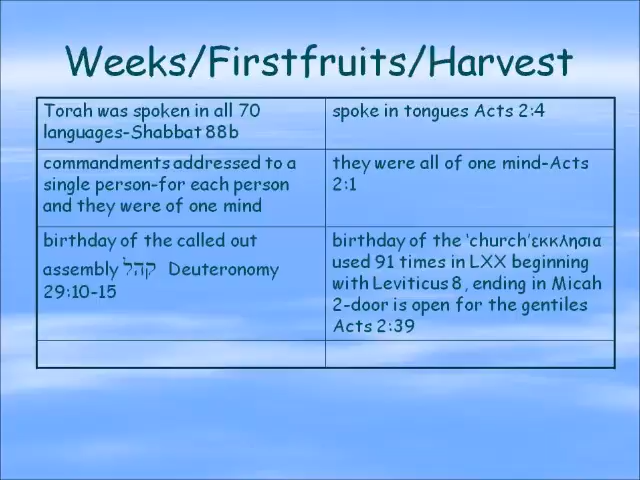 Weeks/Firstfruits/Harvest
Torah was spoken in all 70
languages-Shabbat 88b
spoke in tongues Acts 2:4
commandments addressed to a
single person-for each person
and they were of one mind
they were all of one mind-Acts
2:1
birthday of the called out
assembly קהל Deuteronomy
29:10-15
birthday of the 'church'εκκλησια
used 91 times in LXX beginning
with Leviticus 8, ending in Micah
2-door is open for the gentiles
Acts 2:39